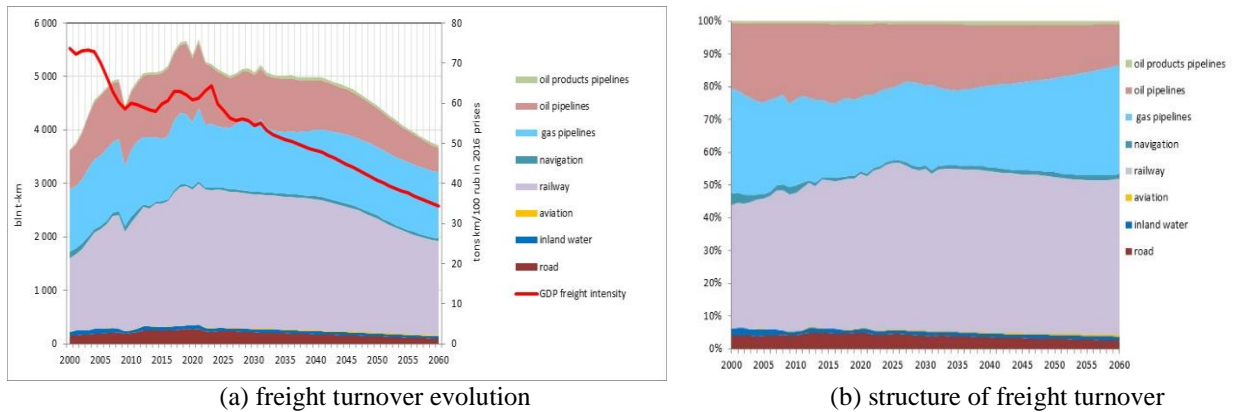 6 000
5 000
4 000
3 000
2 000
1 000
0
bln t-km
80
70
60
50
40
30
20
10
0
tons km/100 rub in 2016 prises
2000 2005 2010 2015 2020 2025 2030 2035 2040 2045 2050 2055 2060
oil products pipelines
oil pipelines
gas pipelines
navigation
railway
aviation
inland water
road
GDP freight intensity
(a) freight turnover evolution
100%
90%
80%
70%
60%
50%
40%
30%
20%
10%
0%
2000 2005 2010 2015 2020 2025 2030 2035 2040 2045 2050 2055 2060
oil products pipelines
oil pipelines
gas pipelines
navigation
railway
aviation
inland water
road
(b) structure of freight turnover